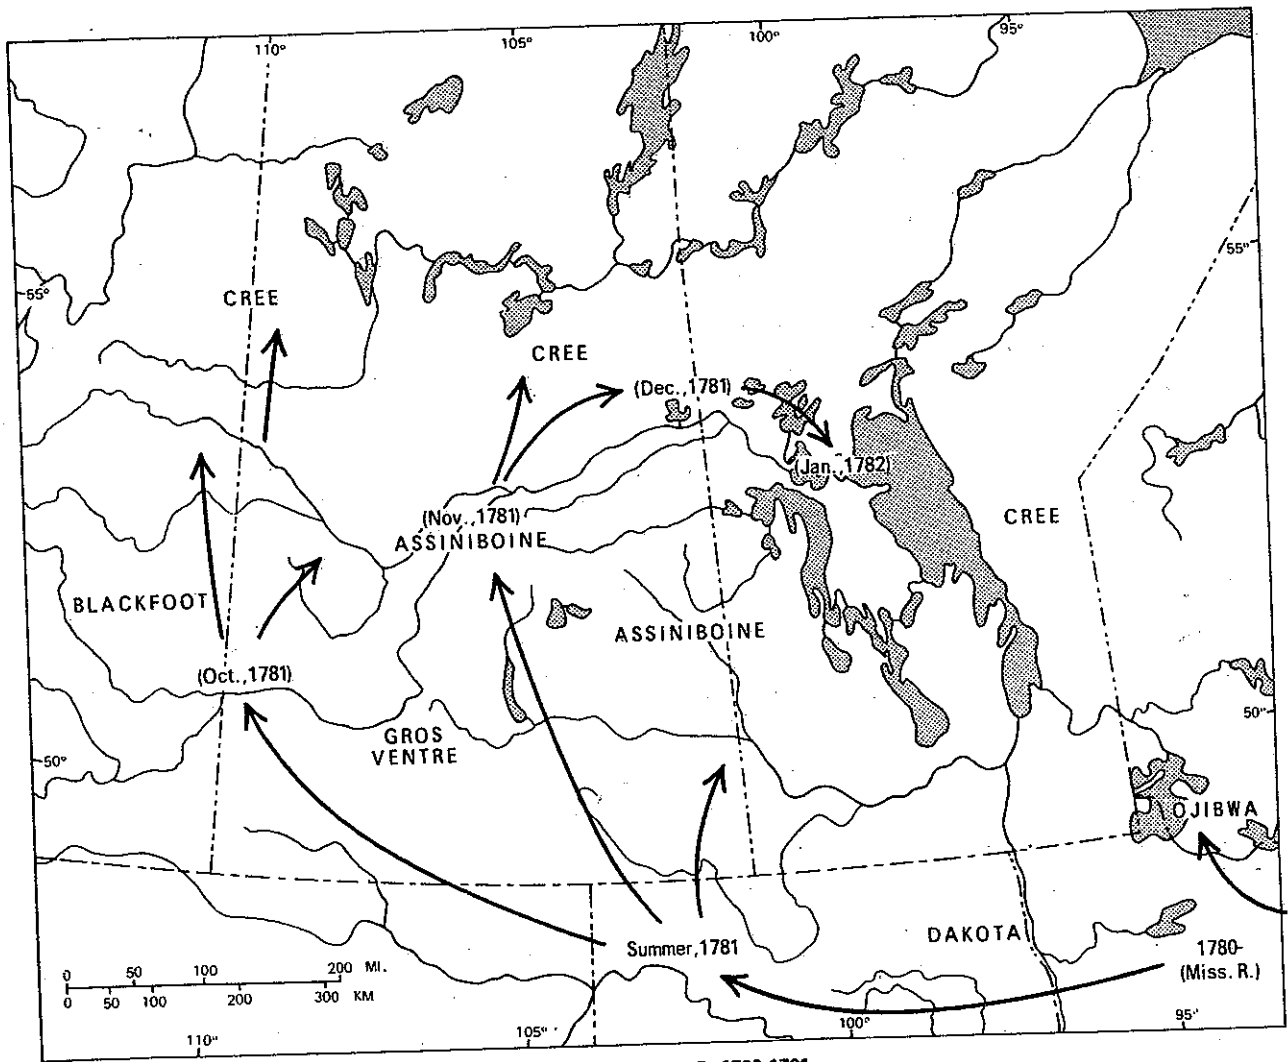 110°
105°
100°
95°
55°
55°
CREE
CREE
(Dec., 1781)
(Jan., 1782)
(Nov., 1781)
ASSINIBOINE
CREE
BLACKFOOT
ASSINIBOINE
(Oct., 1781)
GROS
VENTRE
50°
50°
OJIBWA
Summer, 1781
DAKOTA
1780-
(Miss. R.)
0 50 100 200 MI.
0 50 100 200 300 KM
110°
105°
100°
95°